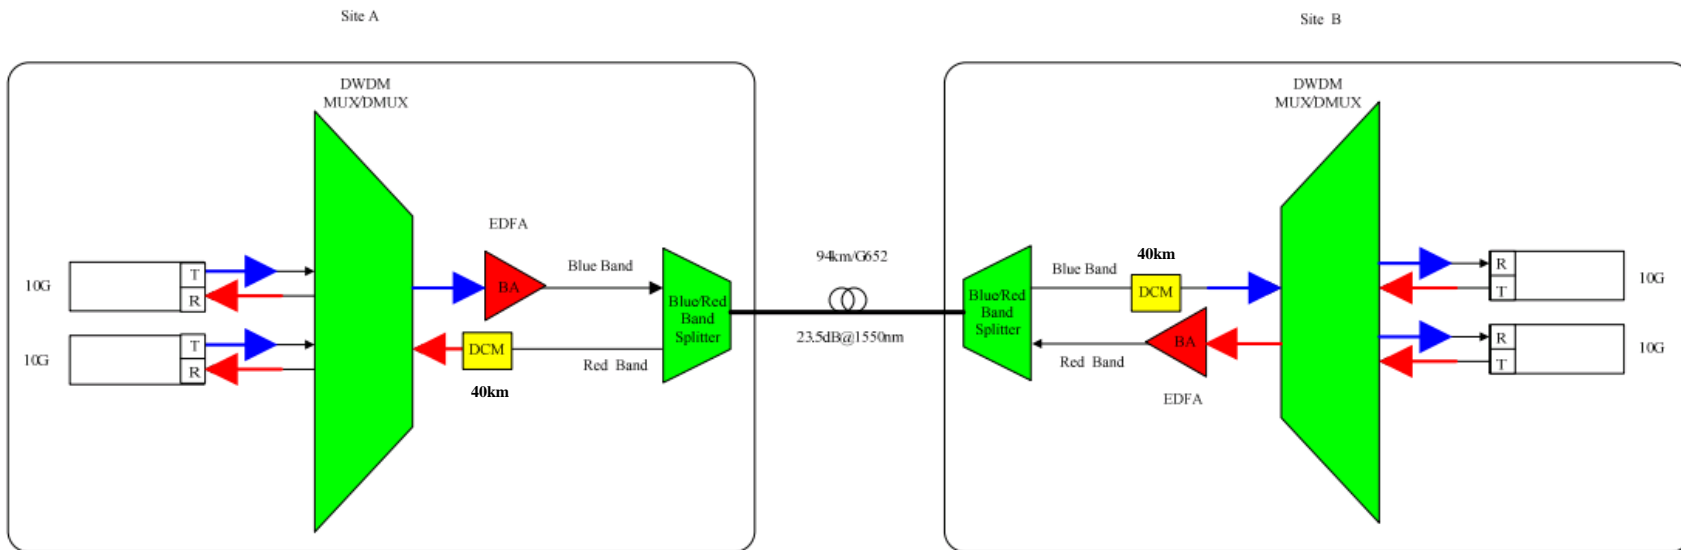 Site A
Site B
DWDM
MUX/DMUX
DWDM
MUX/DMUX
EDFA
BA
Blue Band
10G
T
R
10G
T
R
DCM
40km
Red Band
Blue/Red
Band
Splitter
94km/G652
23.5dB@1550nm
Blue/Red
Band
Splitter
Blue Band
40km
DCM
Red Band
BA
EDFA
R
T
10G
R
T
10G